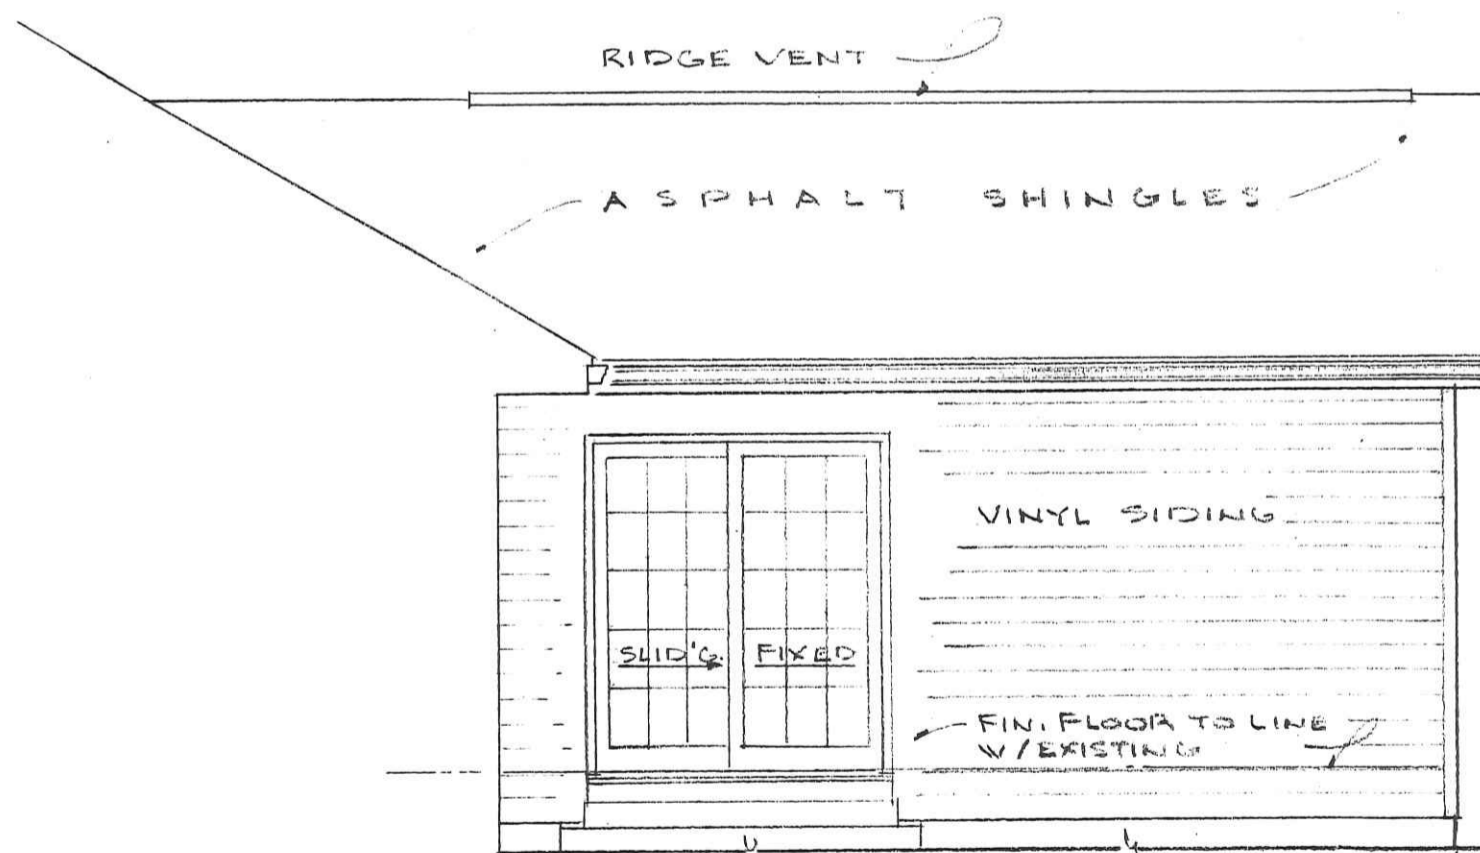 RIDGE VENT
ASPHALT SHINGLES
VINYL SIDING
SLID'G. FIXED
FIN. FLOOR TO LINE
W/EXISTING